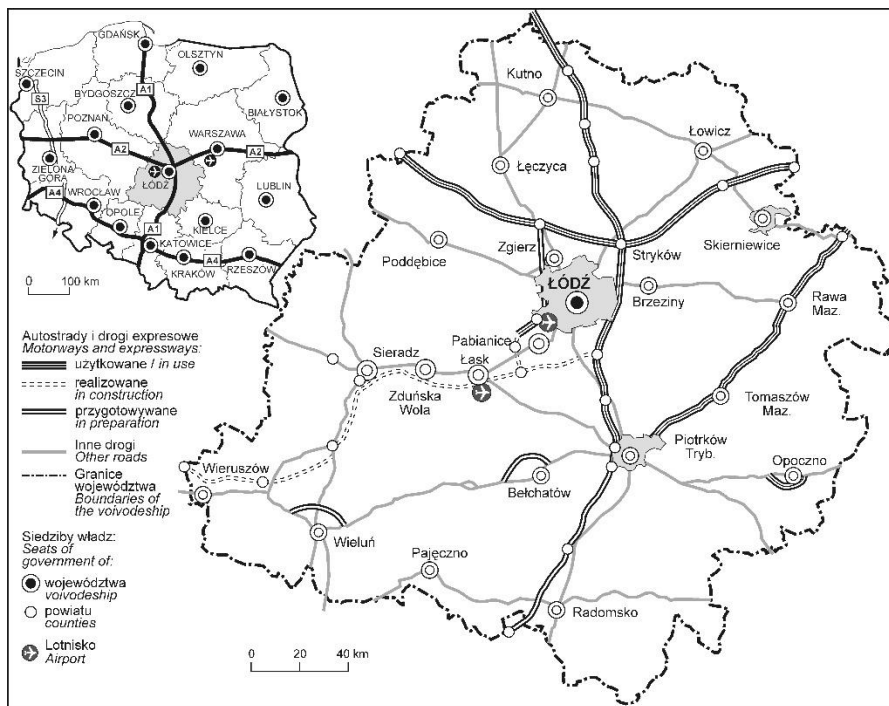 GDAŃSK
OLSZTYN
SZCZECIN
A1
S3
BYDGOSZCZ
BIAŁYSTOK
POZNAŃ
WARSZAWA
A2
A2
ZIELONA
GÓRA
ŁÓDŹ
A4
WROCŁAW
LUBLIN
OPOLE
A1
KIELCE
KATOWICE
A4
KRAKÓW
RZESZÓW
0 100 km
Autostrady i drogi expresowe
Motorways and expressways:
użytkowane / in use
realizowane
in construction
przygotowywane
in preparation
Inne drogi
Other roads
Granice
województwa
Boundaries of
the voivodeship
Siedziby władz:
Seats of
government of:
województwa
voivodeship
powiatu
counties
Lotnisko
Airport
Kutno
Łowicz
Łęczyca
Skierniewice
Zgierz
Stryków
Poddębice
ŁÓDŹ
Brzeziny
Rawa
Maz.
Pabianice
Sieradz
Łask
Zduńska
Wola
Tomaszów
Maz.
Piotrków
Tryb.
Wieruszów
Opoczno
Bełchatów
Wieluń
Pajęczno
Radomsko
0 20 40 km